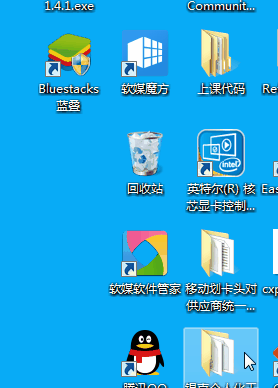 1.4.1.exe
Communit...
Bluestacks
蓝叠
软媒魔方
上课代码
Re
回收站
英特尔(R) 核
芯显卡控制...
Eas
intel
软媒软件管家
移动划卡头对
供应商统一...
cxp
腾讯QQ